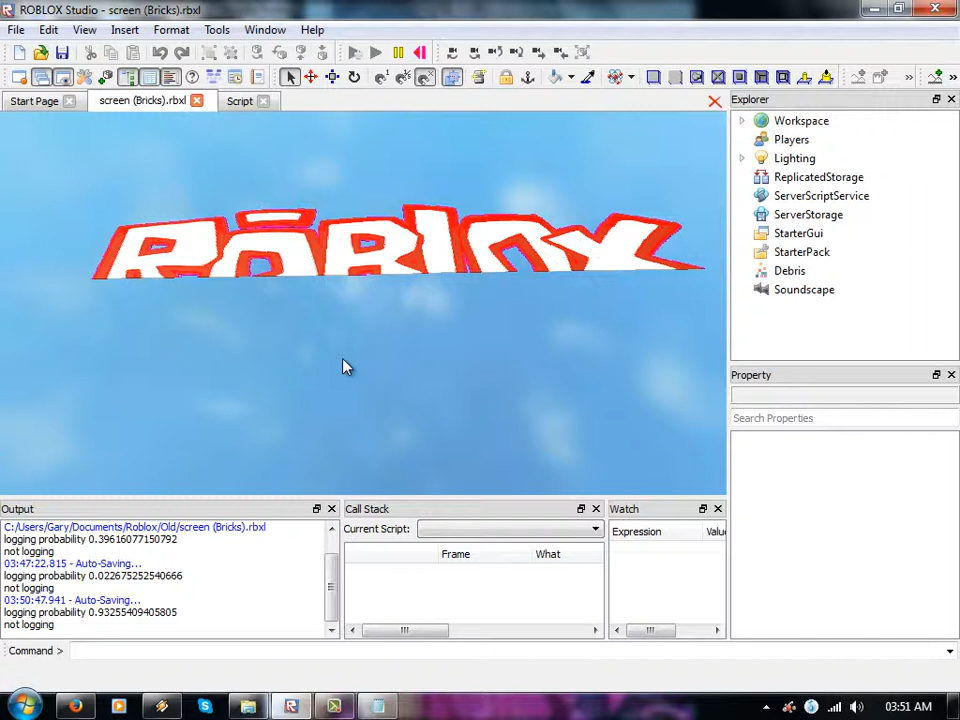 ROBLOX Studio - screen (Bricks).rbxl
File Edit View Insert Format Tools Window Help
Start Page screen (Bricks).rbxl Script
Explorer
Workspace
Players
Lighting
ReplicatedStorage
ServerScriptService
ServerStorage
StarterGui
StarterPack
Debris
Soundscape
ROBLOX
Property
Search Properties
Output
C:/Users/Gary/Documents/Roblox/Old/screen (Bricks).rbxl
logging probability 0.39616077150792
not logging
03:47:22.815 - Auto-Saving...
logging probability 0.022675252540666
not logging
03:50:47.941 - Auto-Saving...
logging probability 0.93255409405805
not logging
Call Stack
Current Script:
Frame What
Watch
Expression Value
Command >
03:51 AM